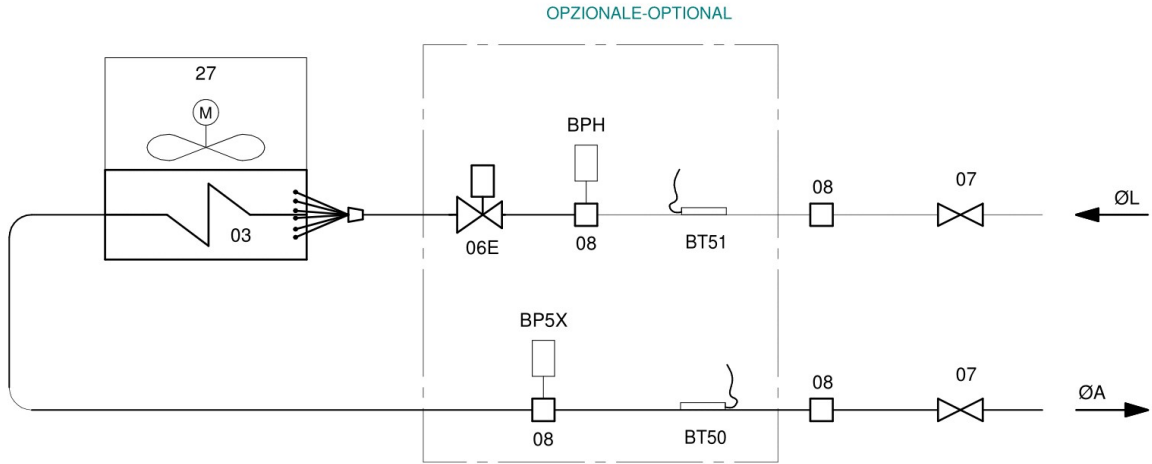 OPZIONALE-OPTIONAL
27
M
BPH
08
07
ØL
03
06E
08
BT51
BP5X
08
07
ØA
08
BT50